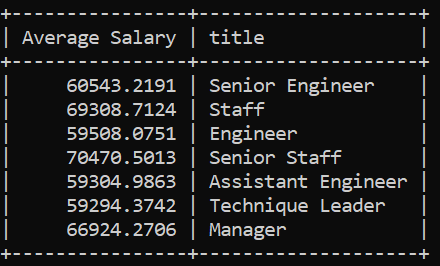 +----------------+--------------------+
| Average Salary | title              |
+----------------+--------------------+
|     60543.2191 | Senior Engineer    |
|     69308.7124 | Staff              |
|     59508.0751 | Engineer           |
|     70470.5013 | Senior Staff       |
|     59304.9863 | Assistant Engineer |
|     59294.3742 | Technique Leader   |
|     66924.2706 | Manager            |
+----------------+--------------------+